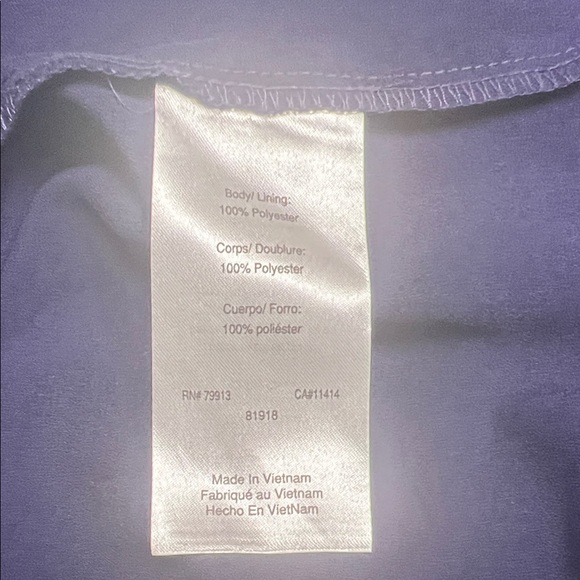 Body/ Lining:
100% Polyester
Corps/ Doublure:
100% Polyester
Cuerpo/ Forro:
100% poliéster
RN# 79913 CA#11414
81918
Made In Vietnam
Fabriqué au Vietnam
Hecho En VietNam